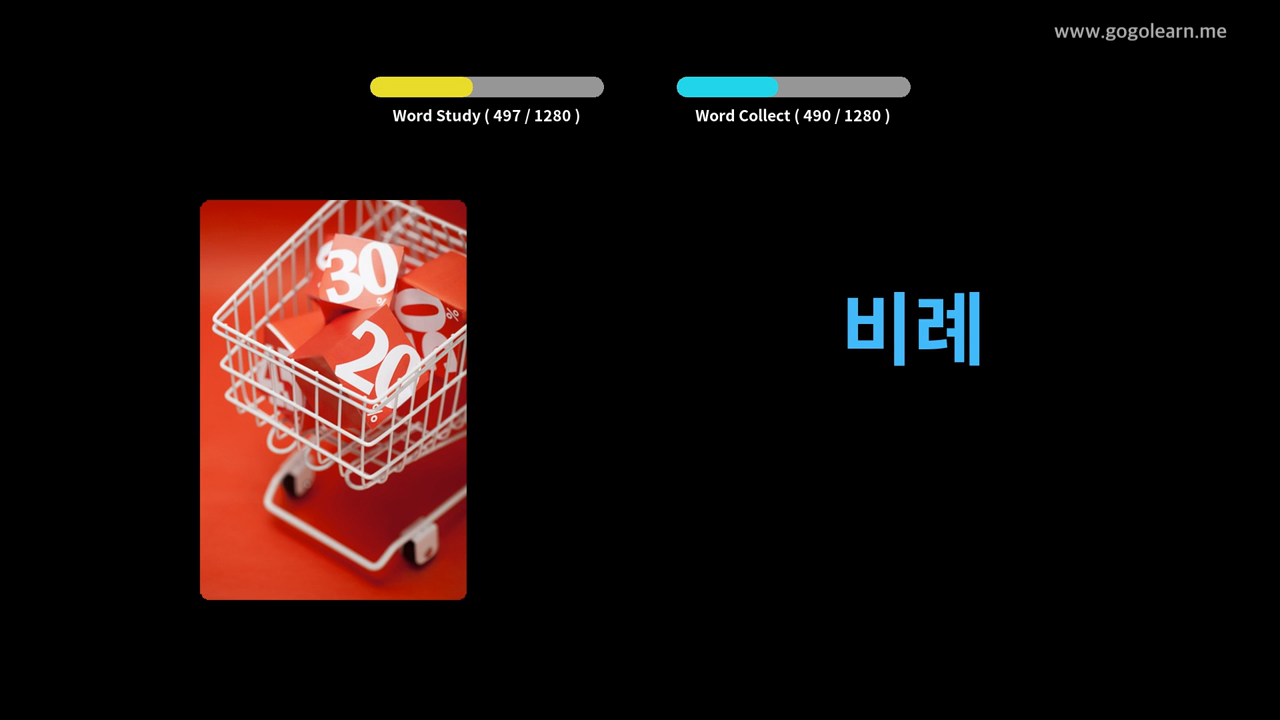 www.gogolearn.me
Word Study ( 497 / 1280 )
Word Collect ( 490 / 1280 )
30
%
20
%
비례